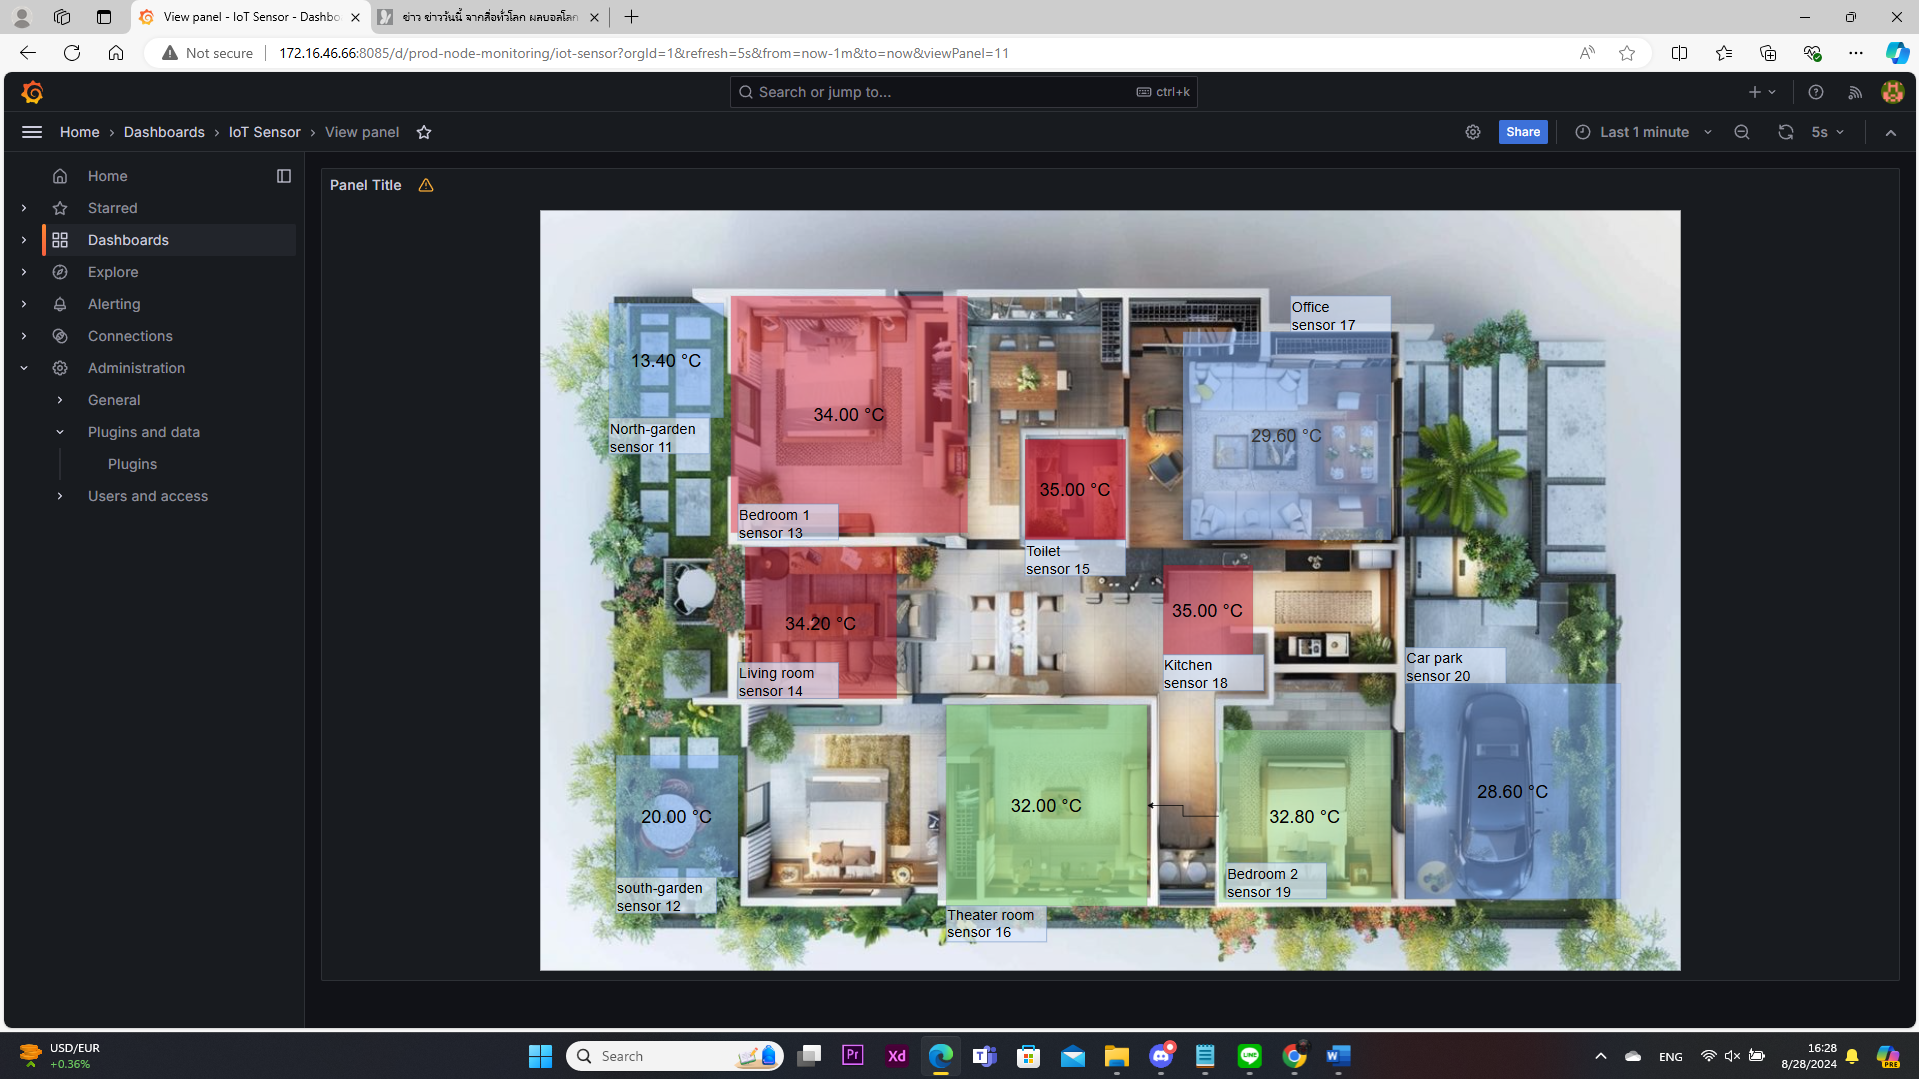 View panel - IoT Sensor - Dashbo
ข่าว ข่าววันนี้ จากสื่อทั่วโลก ผลบอลโลก
Not secure
172.16.46.66:8085/d/prod-node-monitoring/iot-sensor?orgId=1&refresh=5s&from=now-1m&to=now&viewPanel=11
Search or jump to...
ctrl+k
Home › Dashboards › IoT Sensor › View panel
Share
Last 1 minute
5s
Home
Starred
Dashboards
Explore
Alerting
Connections
Administration
General
Plugins and data
Plugins
Users and access
Panel Title
Office
sensor 17
13.40 °C
34.00 °C
North-garden
sensor 11
29.60 °C
35.00 °C
Bedroom 1
sensor 13
Toilet
sensor 15
34.20 °C
35.00 °C
Living room
sensor 14
Kitchen
sensor 18
Car park
sensor 20
20.00 °C
32.00 °C
32.80 °C
28.60 °C
south-garden
sensor 12
Bedroom 2
sensor 19
Theater room
sensor 16
USD/EUR
+0.36%
Search
Pr
Xd
ENG
16:28
8/28/2024